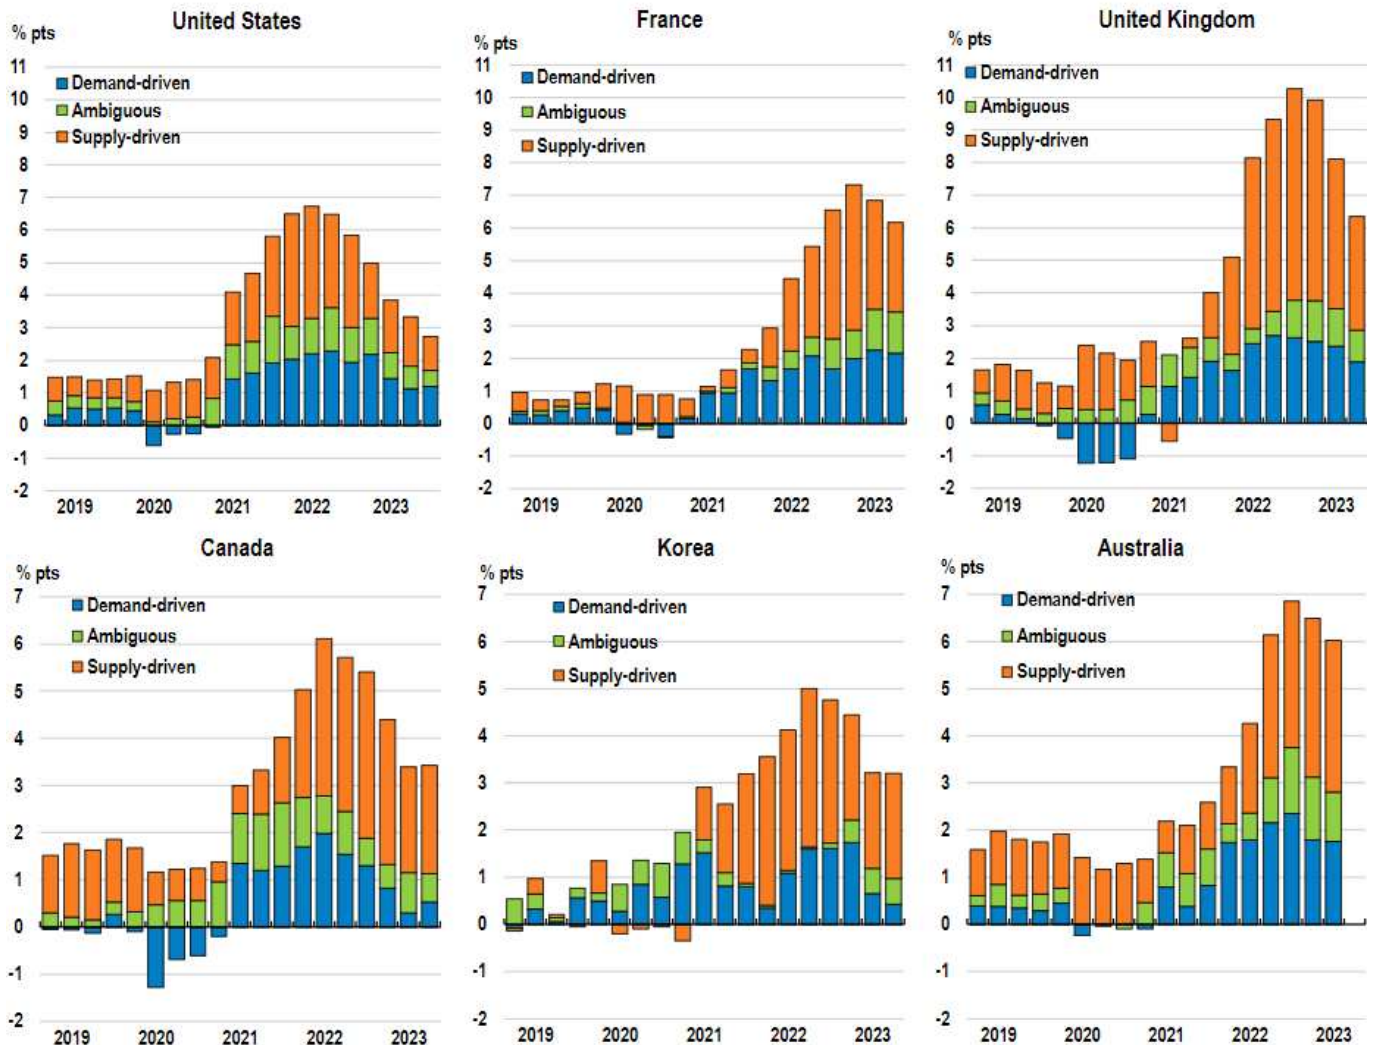 United States
% pts
11
10
9
8
7
6
5
4
3
2
1
0
-1
-2
Demand-driven
Ambiguous
Supply-driven
2019 2020 2021 2022 2023
France
% pts
11
10
9
8
7
6
5
4
3
2
1
0
-1
-2
Demand-driven
Ambiguous
Supply-driven
2019 2020 2021 2022 2023
United Kingdom
% pts
11
10
9
8
7
6
5
4
3
2
1
0
-1
-2
Demand-driven
Ambiguous
Supply-driven
2019 2020 2021 2022 2023
Canada
% pts
7
6
5
4
3
2
1
0
-1
-2
Demand-driven
Ambiguous
Supply-driven
2019 2020 2021 2022 2023
Korea
% pts
7
6
5
4
3
2
1
0
-1
-2
Demand-driven
Ambiguous
Supply-driven
2019 2020 2021 2022 2023
Australia
% pts
7
6
5
4
3
2
1
0
-1
-2
Demand-driven
Ambiguous
Supply-driven
2019 2020 2021 2022 2023